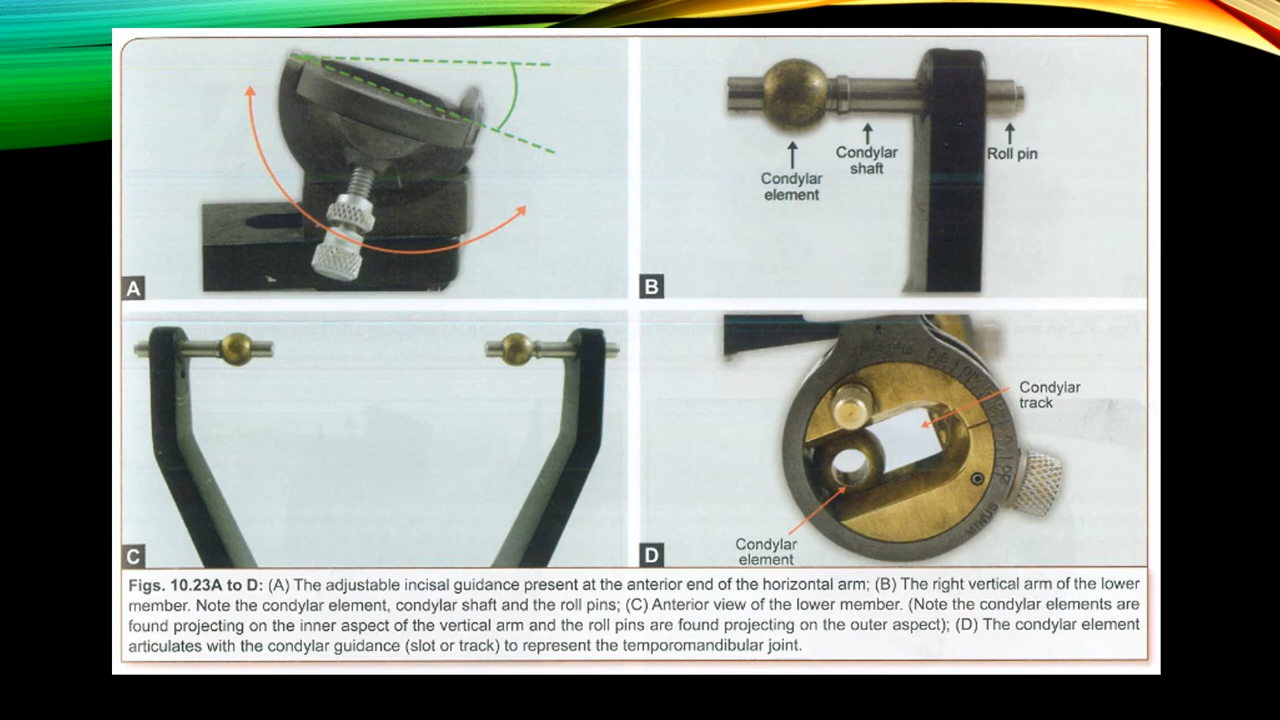 A
Condylar
element
Condylar
shaft
Roll pin
B
C
Condylar
track
Condylar
element
MINUS
D
Figs. 10.23A to D: (A) The adjustable incisal guidance present at the anterior end of the horizontal arm; (B) The right vertical arm of the lower
member. Note the condylar element, condylar shaft and the roll pins; (C) Anterior view of the lower member. (Note the condylar elements are
found projecting on the inner aspect of the vertical arm and the roll pins are found projecting on the outer aspect); (D) The condylar element
articulates with the condylar guidance (slot or track) to represent the temporomandibular joint.